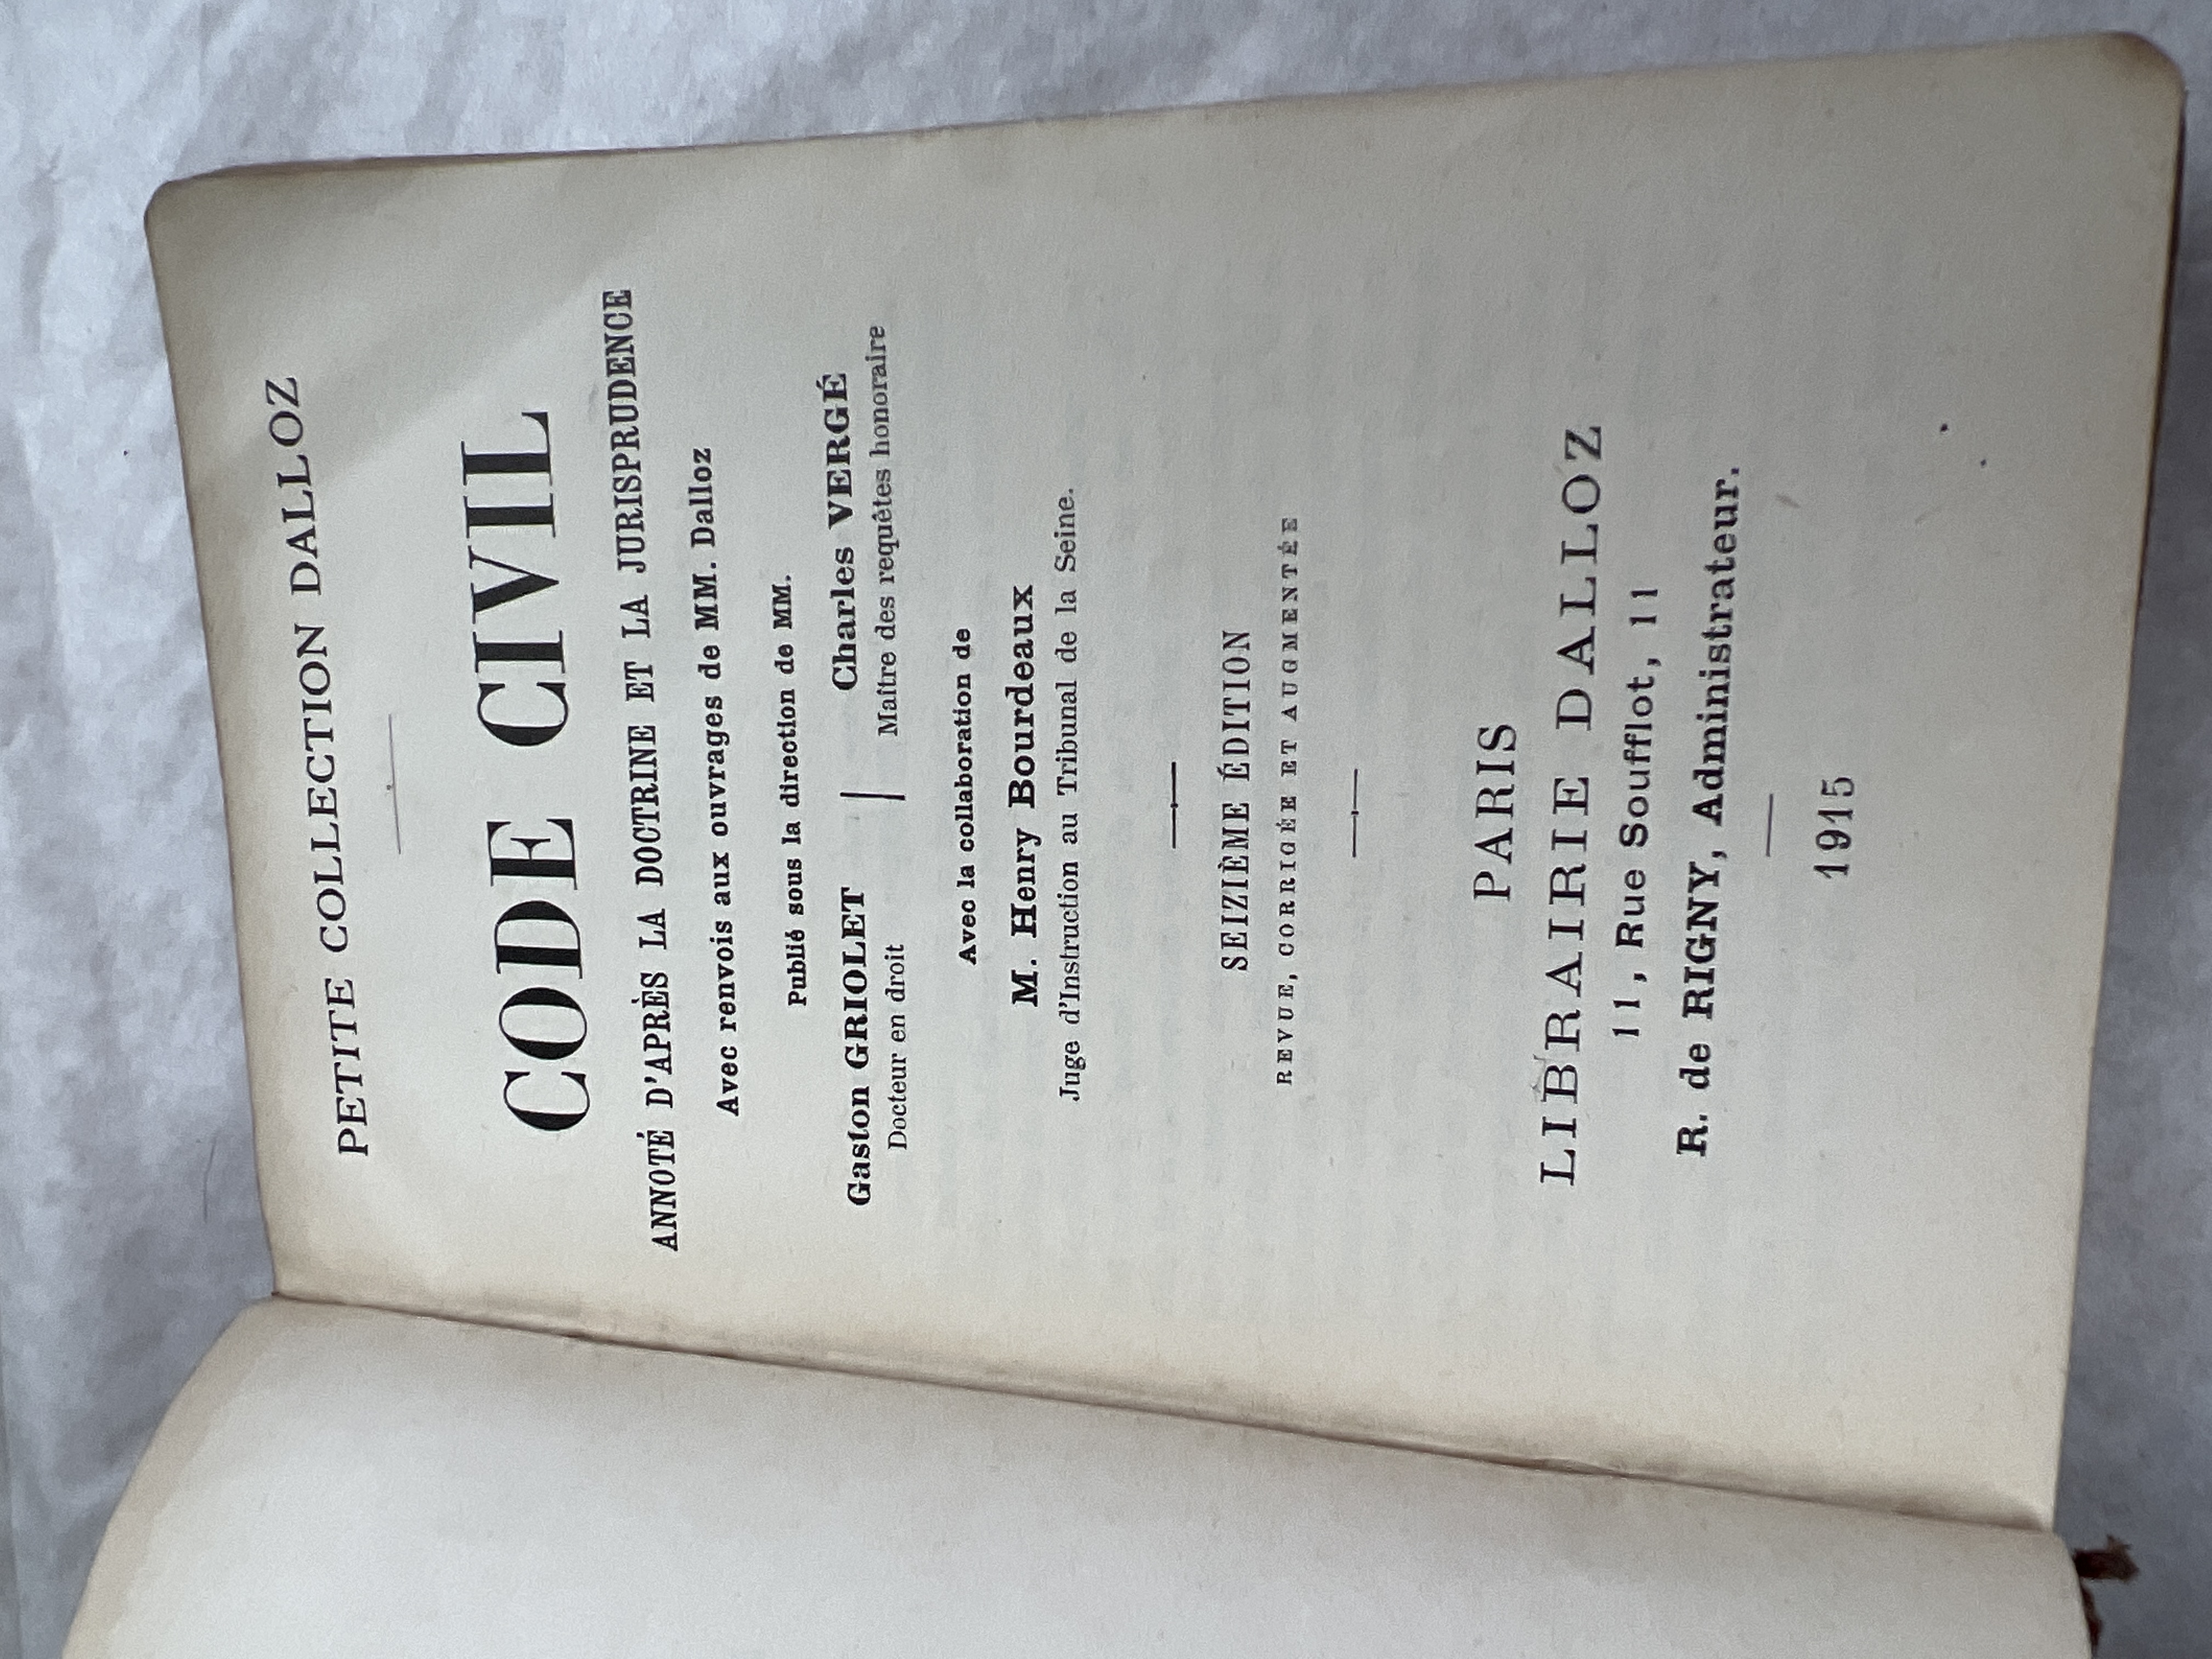 PETITE COLLECTION DALLOZ
CODE CIVIL
ANNOTÉ D'APRÈS LA DOCTRINE ET LA JURISPRUDENCE
Avec renvois aux ouvrages de MM. Dalloz
Publié sous la direction de MM.
Gaston GRIOLET | Charles VERGÉ
Docteur en droit | Maître des requêtes honoraire
Avec la collaboration de
M. Henry Bourdeaux
Juge d'Instruction au Tribunal de la Seine.
SEIZIÈME ÉDITION
REVUE, CORRIGÉE ET AUGMENTÉE
PARIS
LIBRAIRIE DALLOZ
11, Rue Soufflot, 11
R. de RIGNY, Administrateur.
1915